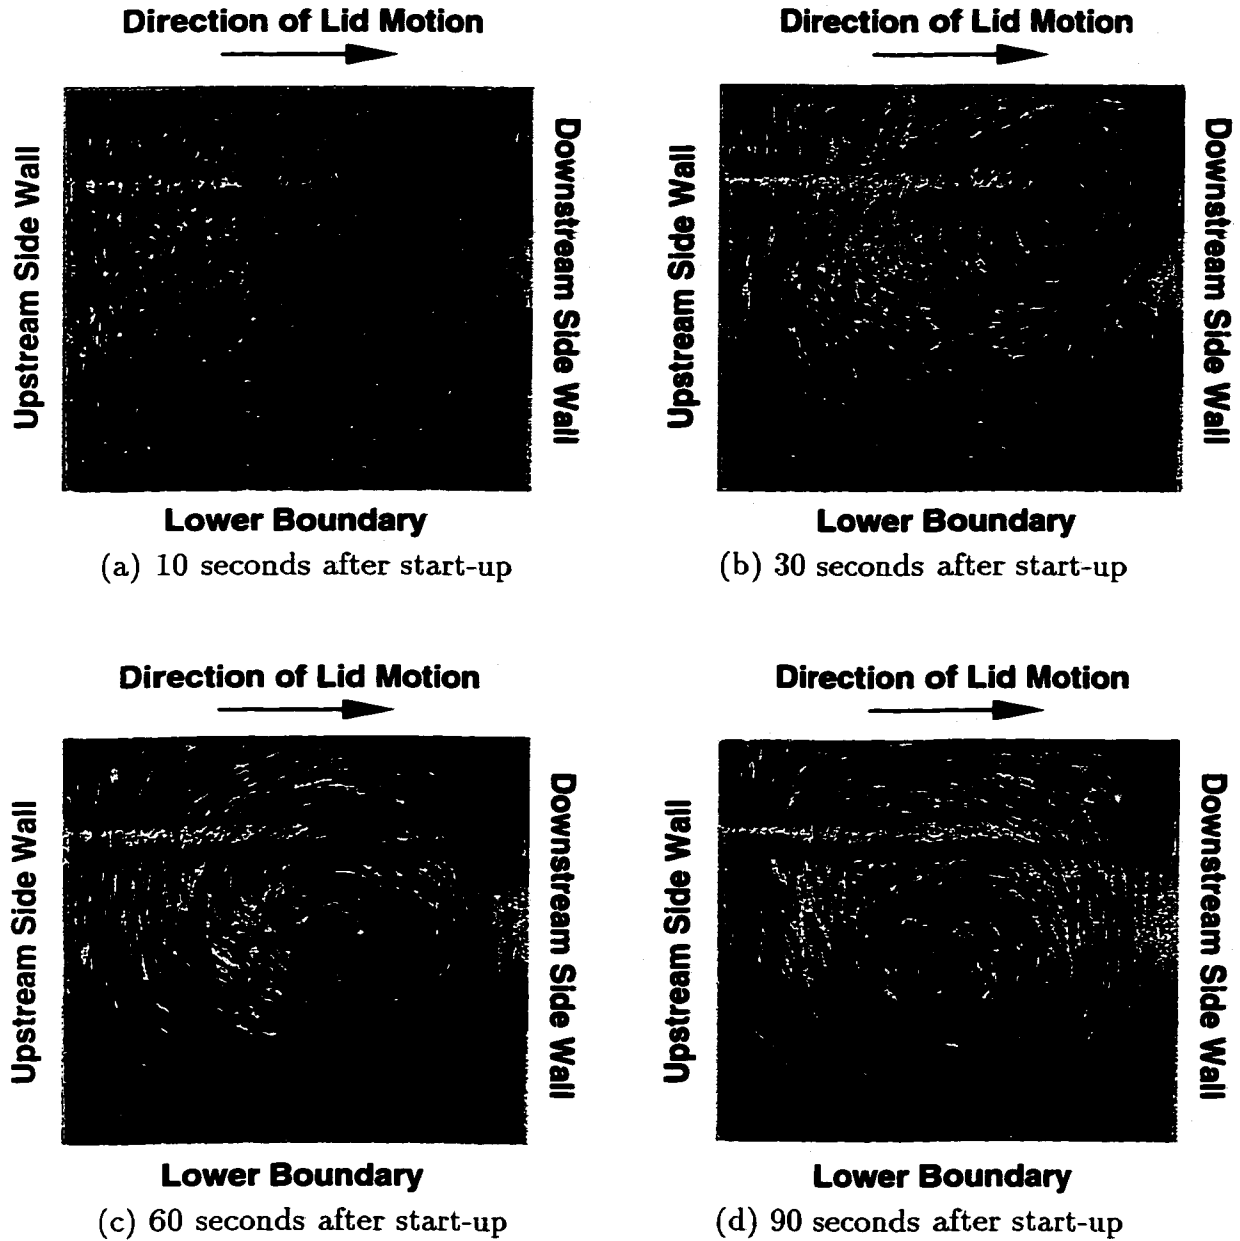 Direction of Lid Motion
Direction of Lid Motion
Upstream Side Wall
Downstream Side Wall
Upstream Side Wall
Downstream Side Wall
Lower Boundary
Lower Boundary
(a) 10 seconds after start-up
(b) 30 seconds after start-up
Direction of Lid Motion
Direction of Lid Motion
Upstream Side Wall
Downstream Side Wall
Upstream Side Wall
Downstream Side Wall
Lower Boundary
Lower Boundary
(c) 60 seconds after start-up
(d) 90 seconds after start-up